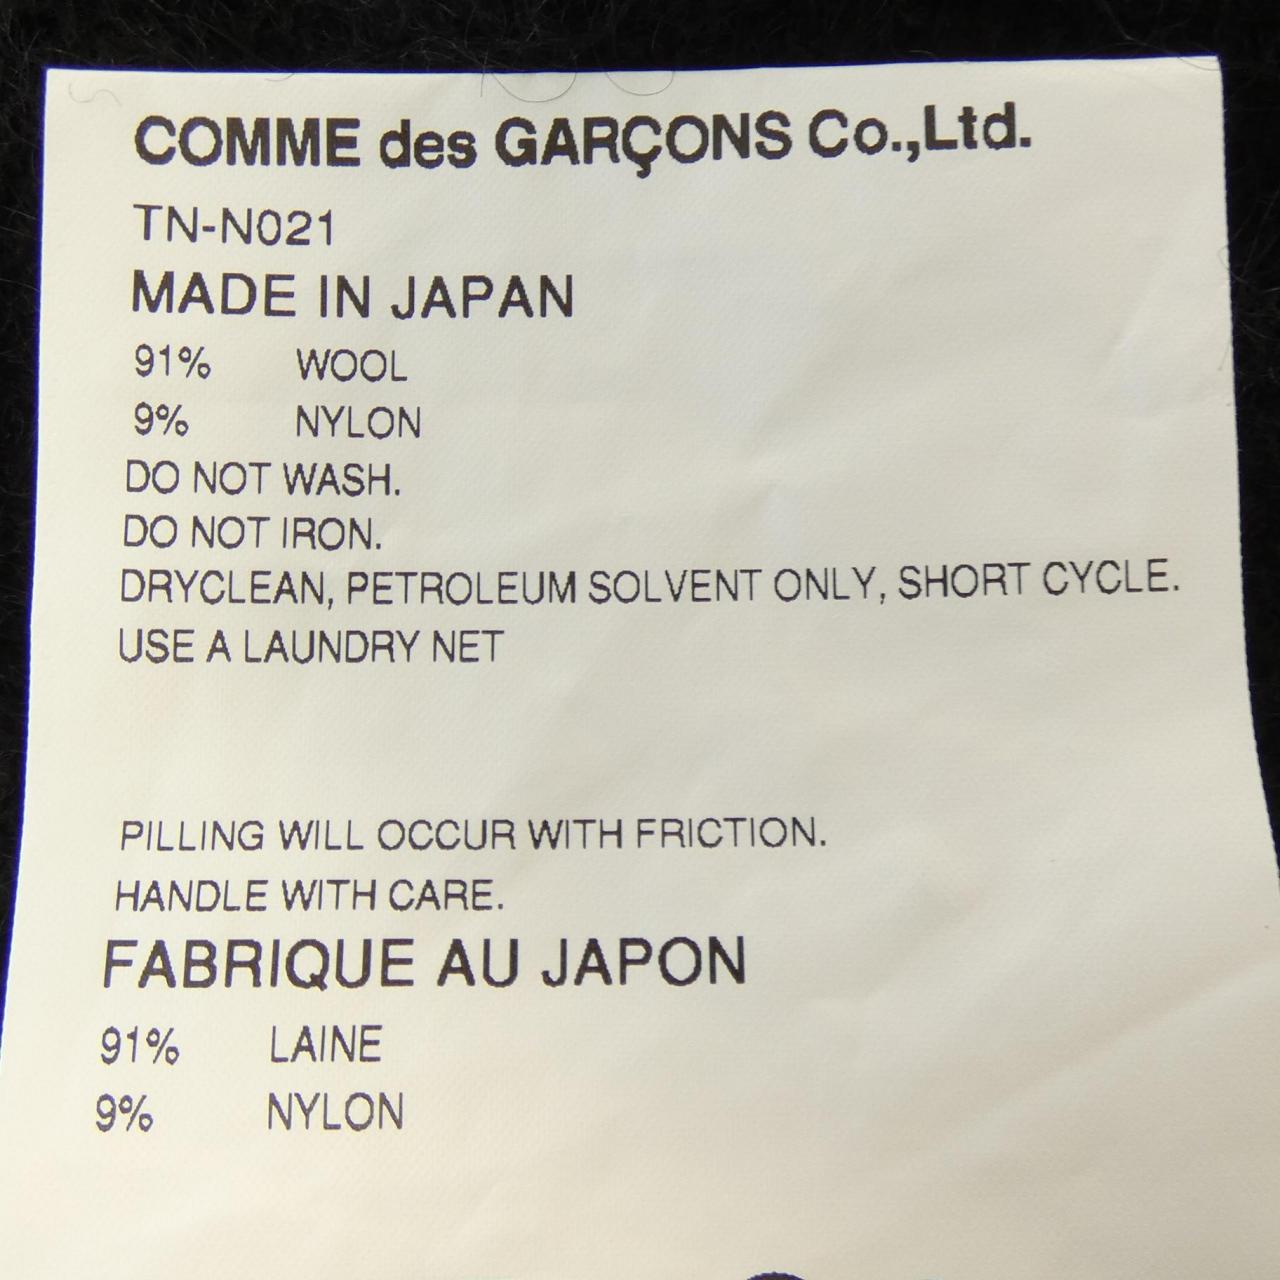 COMME des GARÇONS Co.,Ltd.
TN-N021
MADE IN JAPAN
91% WOOL
9% NYLON
DO NOT WASH.
DO NOT IRON.
DRYCLEAN, PETROLEUM SOLVENT ONLY, SHORT CYCLE.
USE A LAUNDRY NET
PILLING WILL OCCUR WITH FRICTION.
HANDLE WITH CARE.
FABRIQUE AU JAPON
91% LAINE
9% NYLON